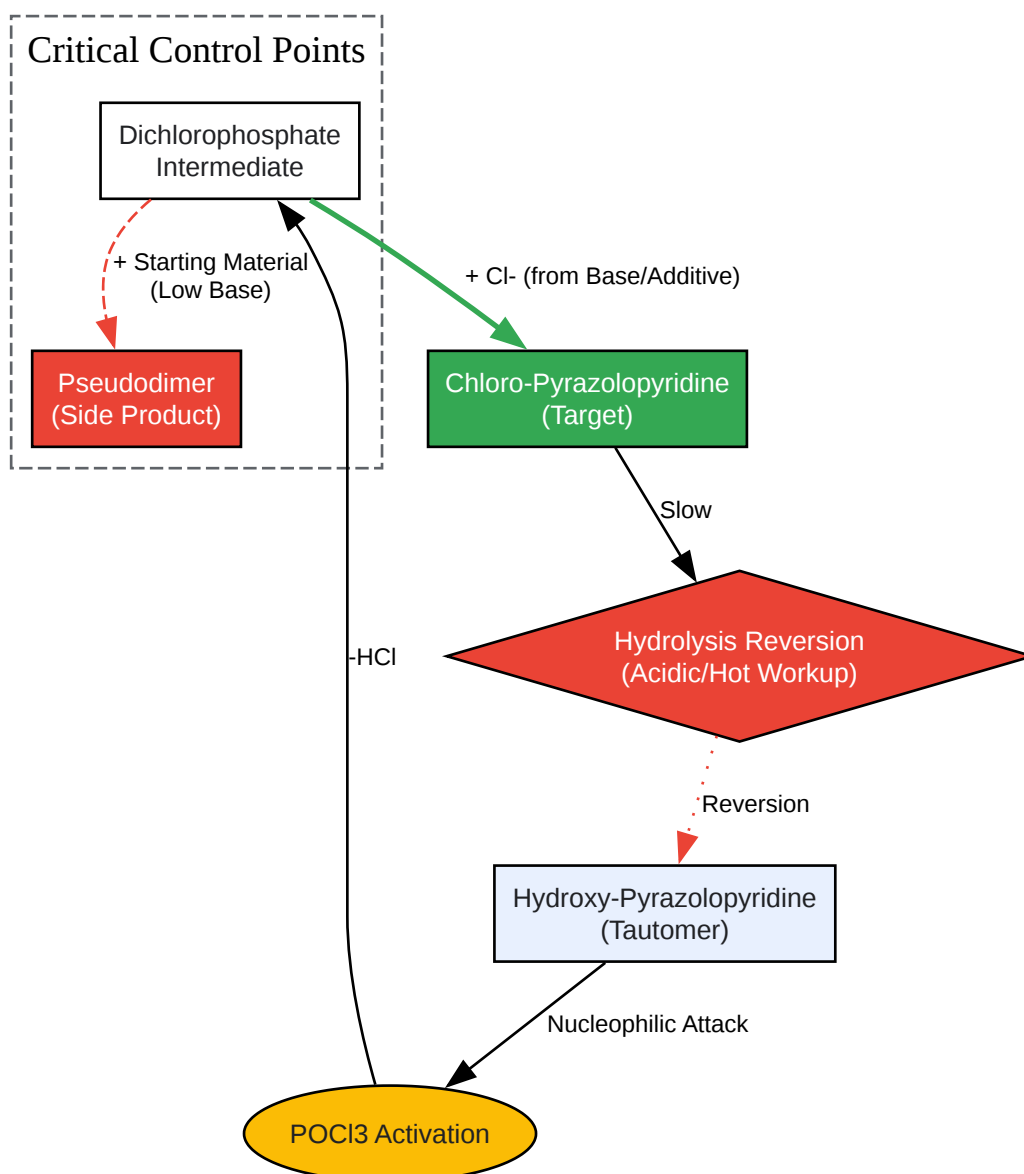 Critical Control Points
Dichlorophosphate
Intermediate
+ Starting Material
(Low Base)
+ Cl- (from Base/Additive)
Pseudodimer
(Side Product)
Chloro-Pyrazolopyridine
(Target)
Slow
Hydrolysis Reversion
(Acidic/Hot Workup)
-HCl
Reversion
Hydroxy-Pyrazolopyridine
(Tautomer)
Nucleophilic Attack
POCl3 Activation